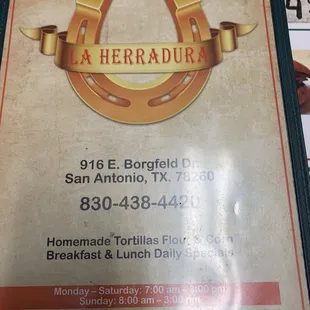 LA HERRADURA
916 E. Borgfeld Dr.
San Antonio, TX. 78260
830-438-4420
Homemade Tortillas Flour & Corn
Breakfast & Lunch Daily Specials
Monday – Saturday: 7:00 am – 3:00 pm
Sunday: 8:00 am – 3:00 pm